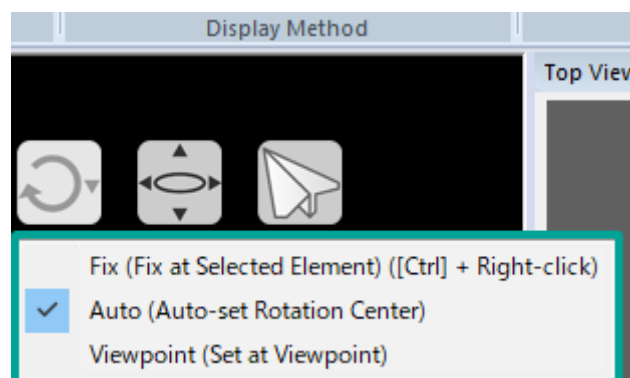 Display Method
Top View
Fix (Fix at Selected Element) ([Ctrl] + Right-click)
Auto (Auto-set Rotation Center)
Viewpoint (Set at Viewpoint)